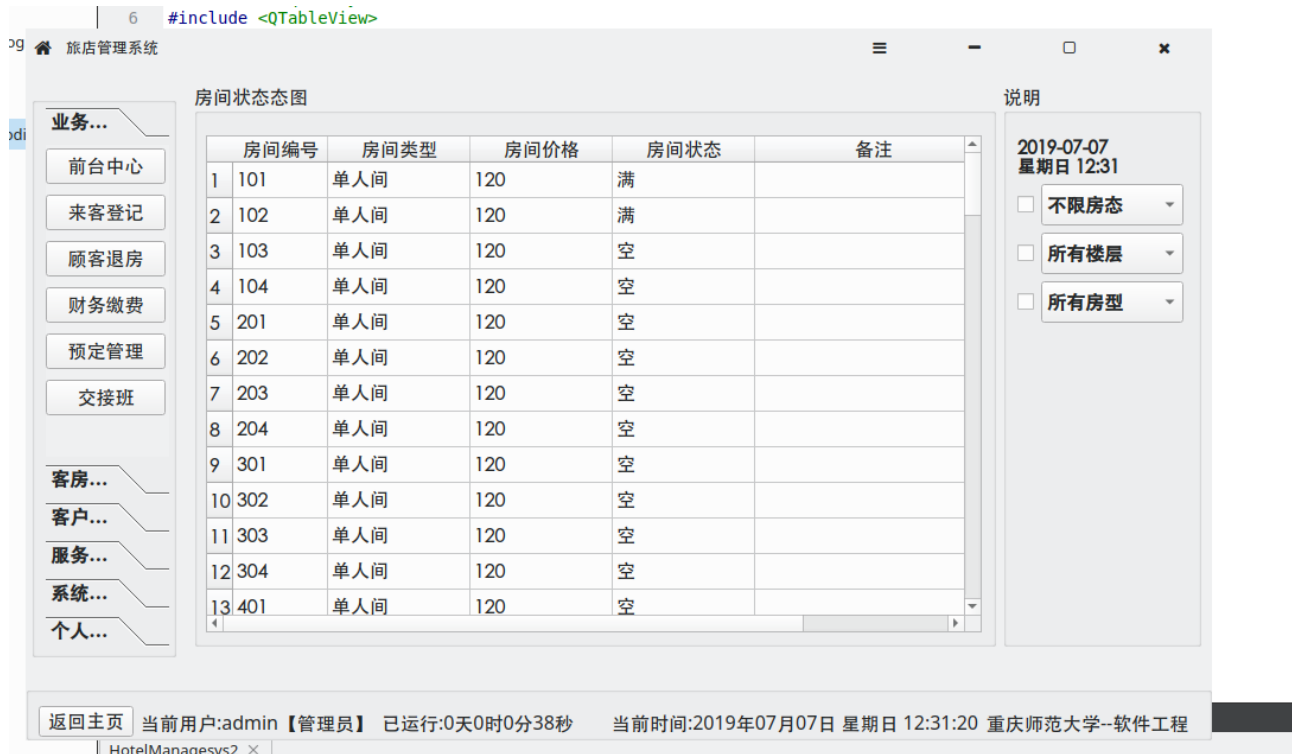 6 #include <QTableView>
og
旅店管理系统
房间状态态图
说明
odi
业务...
前台中心
来客登记
顾客退房
财务缴费
预定管理
交接班
客房...
客户...
服务...
系统...
个人...
房间编号 房间类型 房间价格 房间状态 备注
1 101 单人间 120 满
2 102 单人间 120 满
3 103 单人间 120 空
4 104 单人间 120 空
5 201 单人间 120 空
6 202 单人间 120 空
7 203 单人间 120 空
8 204 单人间 120 空
9 301 单人间 120 空
10 302 单人间 120 空
11 303 单人间 120 空
12 304 单人间 120 空
13 401 单人间 120 空
2019-07-07
星期日 12:31
不限房态
所有楼层
所有房型
返回主页 当前用户:admin【管理员】 已运行:0天0时0分38秒 当前时间:2019年07月07日 星期日 12:31:20 重庆师范大学--软件工程
HotelManagesys2